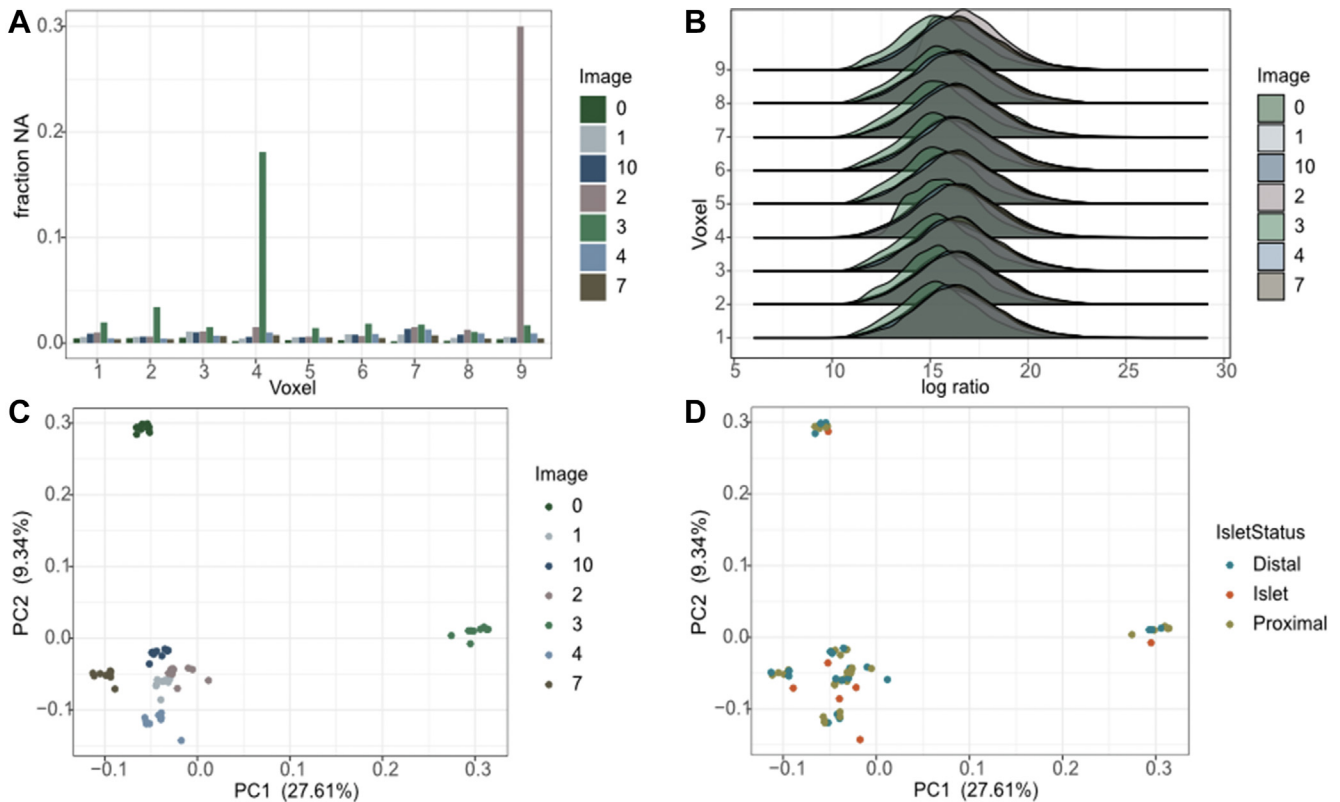 A
fraction NA
0.3
0.2
0.1
0.0
1 2 3 4 5 6 7 8 9
Voxel
Image
0
1
10
2
3
4
7
B
Voxel
9
8
7
6
5
4
3
2
1
5 10 15 20 25 30
log ratio
Image
0
1
10
2
3
4
7
C
PC2 (9.34%)
0.3
0.2
0.1
0.0
−0.1
−0.1 0.0 0.1 0.2 0.3
PC1 (27.61%)
Image
0
1
10
2
3
4
7
D
PC2 (9.34%)
0.3
0.2
0.1
0.0
−0.1
−0.1 0.0 0.1 0.2 0.3
PC1 (27.61%)
IsletStatus
Distal
Islet
Proximal